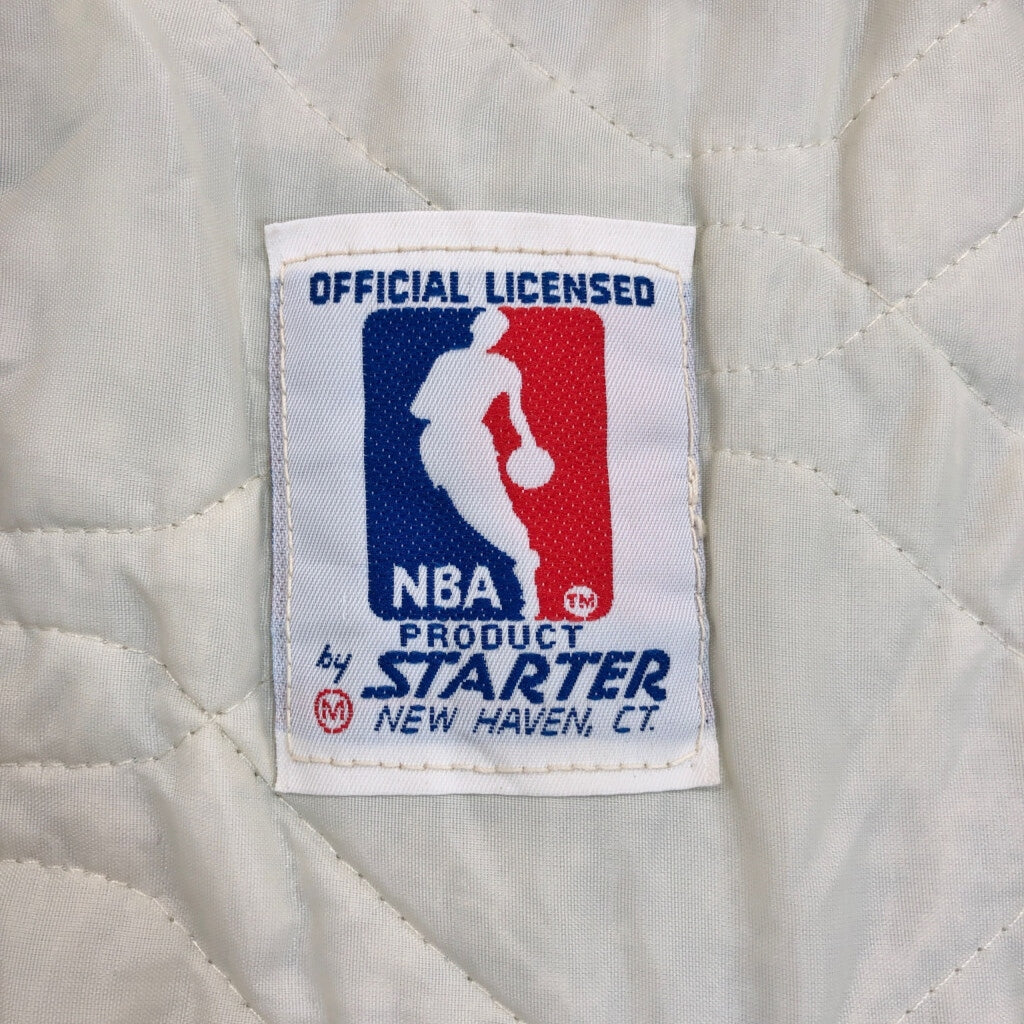 OFFICIAL LICENSED
NBA
TM
PRODUCT
by STARTER
M NEW HAVEN, CT.